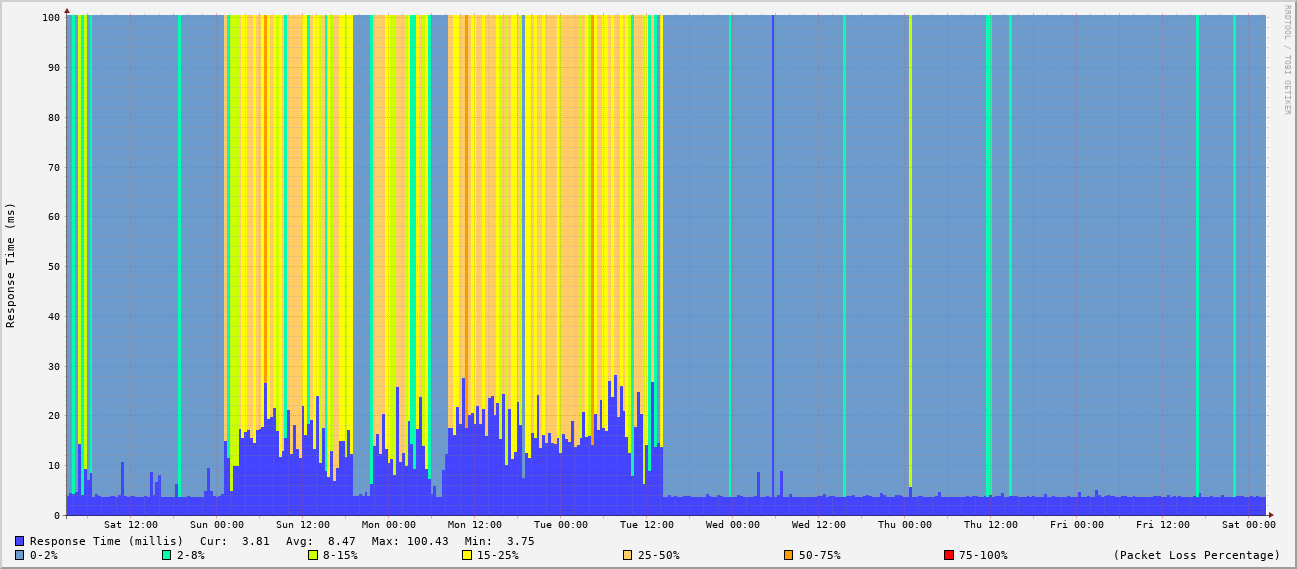 RRDTOOL / TOBI OETIKER
Response Time (ms)
100
90
80
70
60
50
40
30
20
10
0
Sat 12:00 Sun 00:00 Sun 12:00 Mon 00:00 Mon 12:00 Tue 00:00 Tue 12:00 Wed 00:00 Wed 12:00 Thu 00:00 Thu 12:00 Fri 00:00 Fri 12:00 Sat 00:00
Response Time (millis) Cur: 3.81 Avg: 8.47 Max: 100.43 Min: 3.75
0-2% 2-8% 8-15% 15-25% 25-50% 50-75% 75-100% (Packet Loss Percentage)